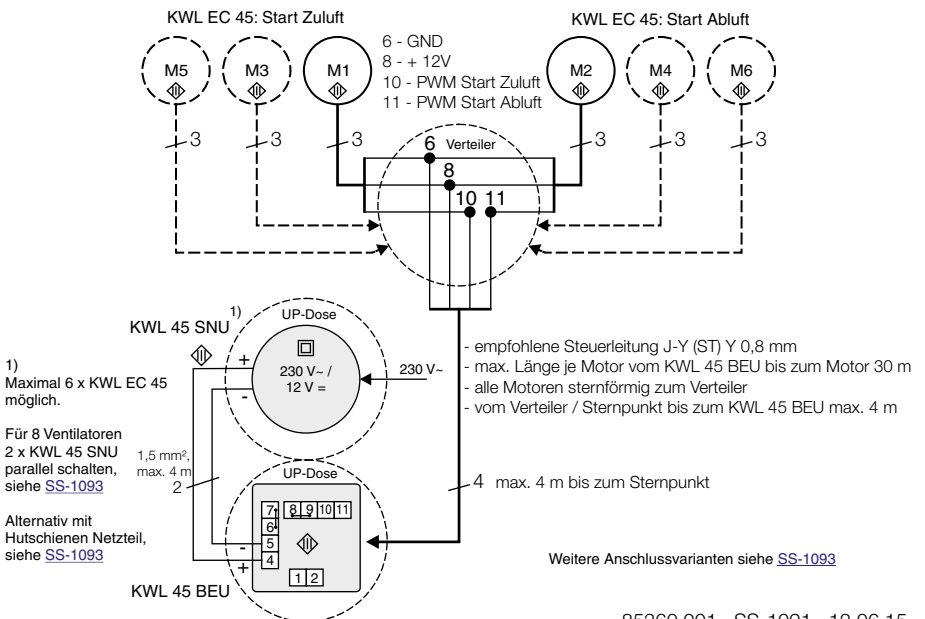 KWL EC 45: Start Zuluft
KWL EC 45: Start Abluft
M5
M3
M1
M2
M4
M6
6 - GND
8 - + 12V
10 - PWM Start Zuluft
11 - PWM Start Abluft
3
3
3
3
3
3
6 Verteiler
8
10 11
KWL 45 SNU 1)
UP-Dose
230 V~ /
12 V =
+
-
230 V~
1)
Maximal 6 x KWL EC 45
möglich.
Für 8 Ventilatoren
2 x KWL 45 SNU
parallel schalten,
siehe SS-1093
Alternativ mit
Hutschienen Netzteil,
siehe SS-1093
1,5 mm²,
max. 4 m
2
- empfohlene Steuerleitung J-Y (ST) Y 0,8 mm
- max. Länge je Motor vom KWL 45 BEU bis zum Motor 30 m
- alle Motoren sternförmig zum Verteiler
- vom Verteiler / Sternpunkt bis zum KWL 45 BEU max. 4 m
UP-Dose
7 8 9 10 11
6
- 5
+ 4
1 2
KWL 45 BEU
4 max. 4 m bis zum Sternpunkt
Weitere Anschlussvarianten siehe SS-1093